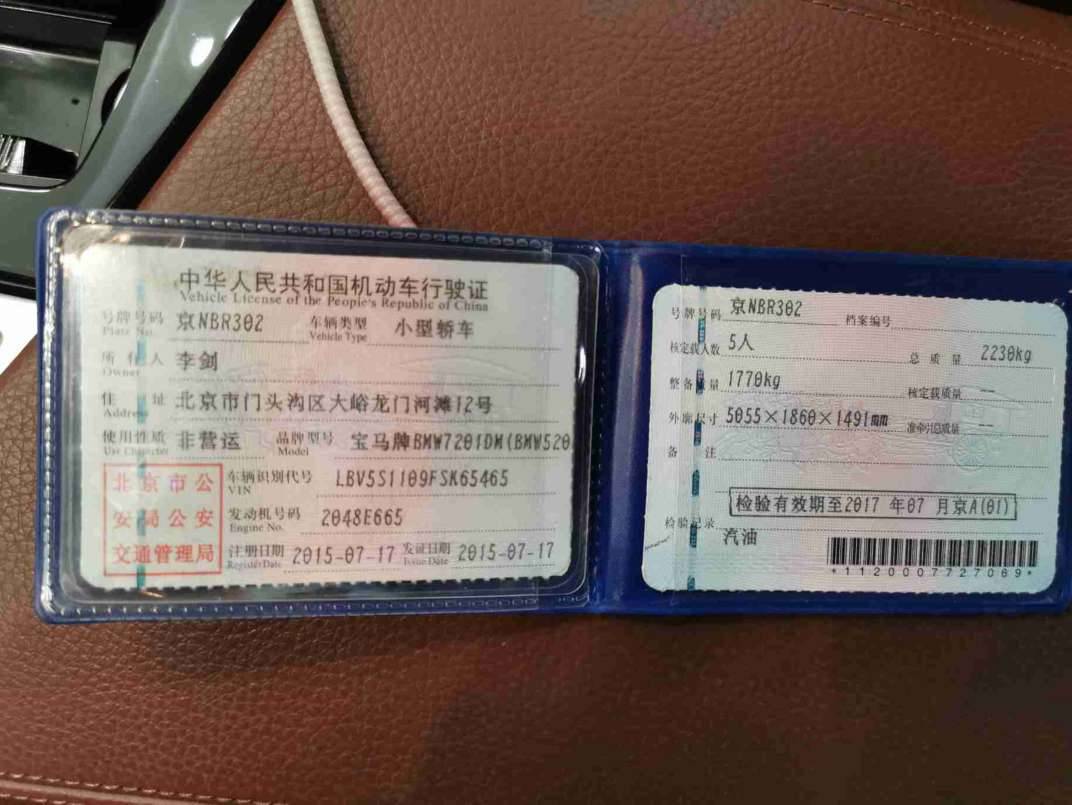 中华人民共和国机动车行驶证
Vehicle License of the People's Republic of China
号牌号码 京NBR302 车辆类型 小型轿车
Plate No. Vehicle Type
所有人 李剑
Owner
住址 北京市门头沟区大峪龙门河滩12号
Address
使用性质 非营运 品牌型号 宝马牌BMW7201DM(BMW520
Use Character Model
北京市公
安局公安
交通管理局
车辆识别代号 LBV5S1109FSK65465
VIN
发动机号码 2048E665
Engine No.
注册日期 2015-07-17 发证日期 2015-07-17
Register Date Issue Date
号牌号码 京NBR302 档案编号
核定载人数 5人 总质量 2230kg
整备质量 1770kg 核定载质量 --
外廓尺寸 5055×1860×1491mm 准牵引总质量 --
备注
检验有效期至2017 年07 月京A(01)
检验记录
汽油
*1120007727069*